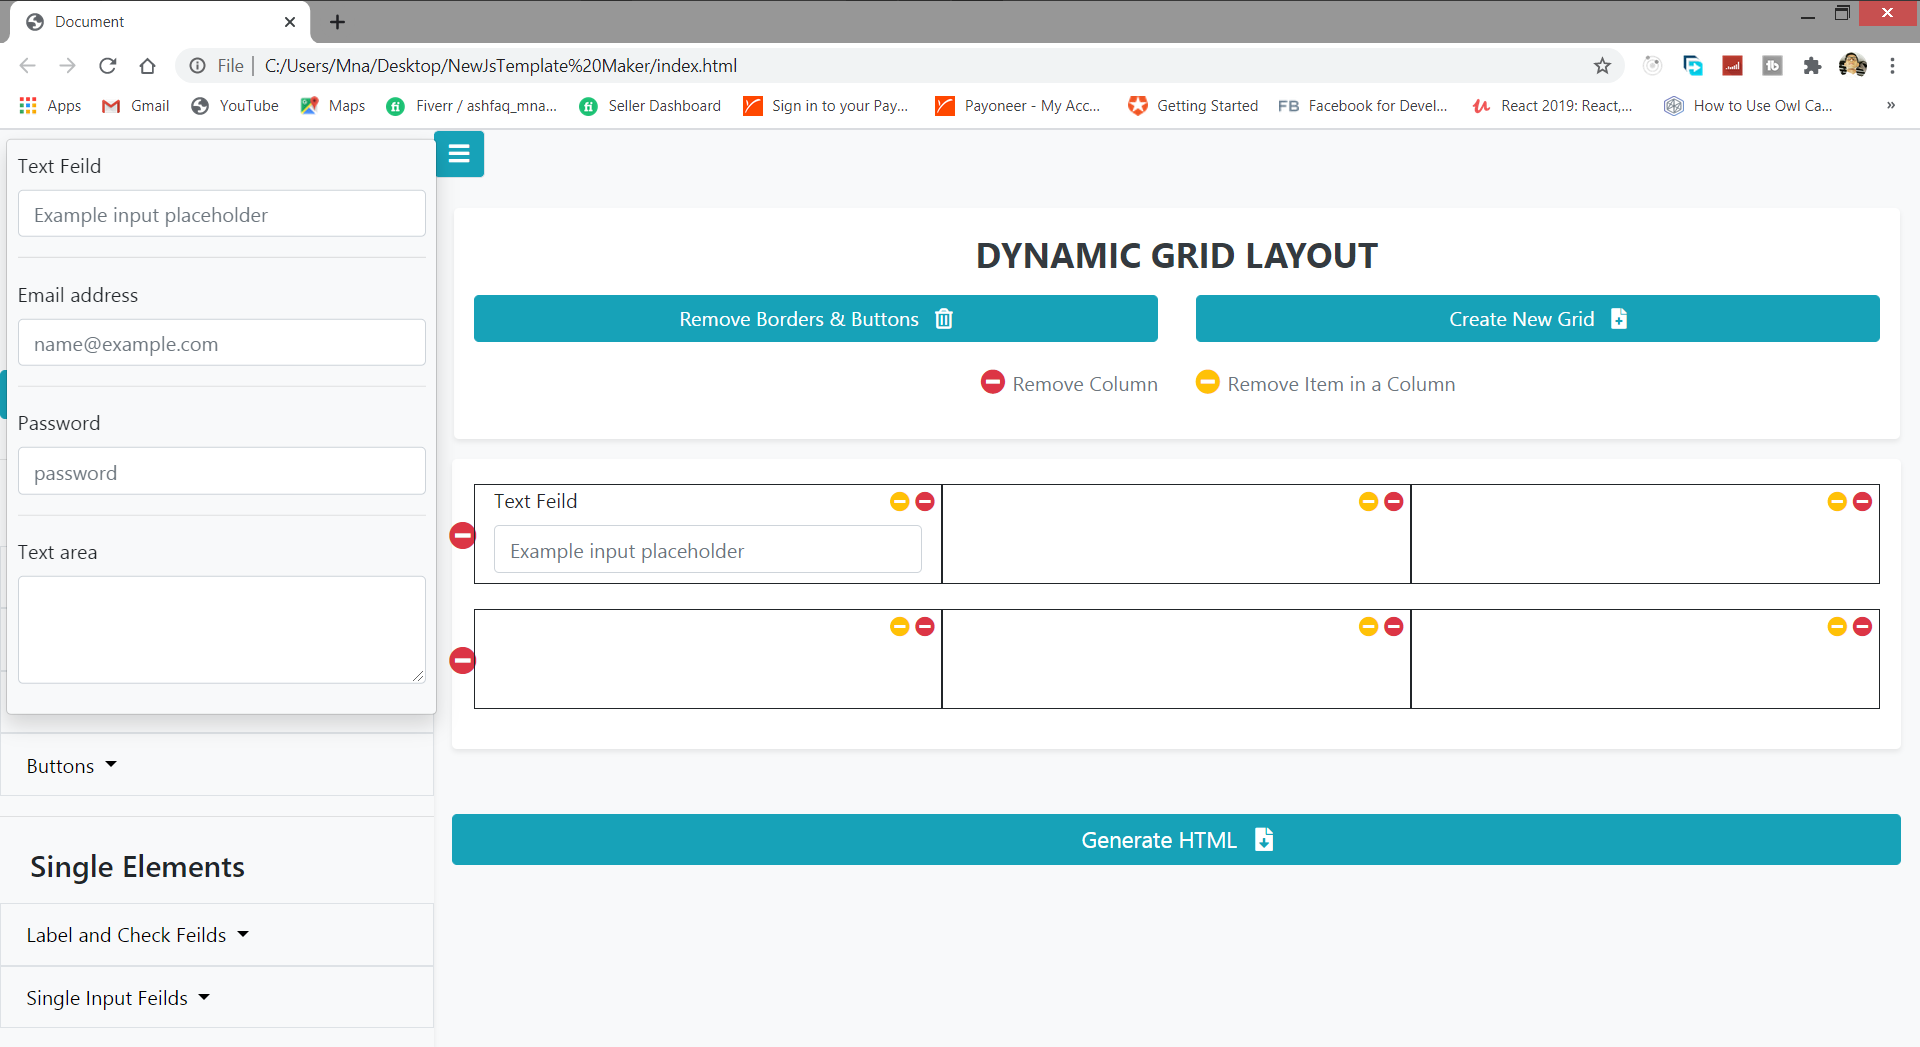 Document
File | C:/Users/Mna/Desktop/NewJsTemplate%20Maker/index.html
Apps
Gmail
YouTube
Maps
Fiverr / ashfaq_mna...
Seller Dashboard
Sign in to your Pay...
Payoneer - My Acc...
Getting Started
FB Facebook for Devel...
React 2019: React,...
How to Use Owl Ca...
»
Text Feild
Example input placeholder
Email address
name@example.com
Password
password
Text area
Buttons
Single Elements
Label and Check Feilds
Single Input Feilds
DYNAMIC GRID LAYOUT
Remove Borders & Buttons
Create New Grid
Remove Column
Remove Item in a Column
Text Feild
Example input placeholder
Generate HTML